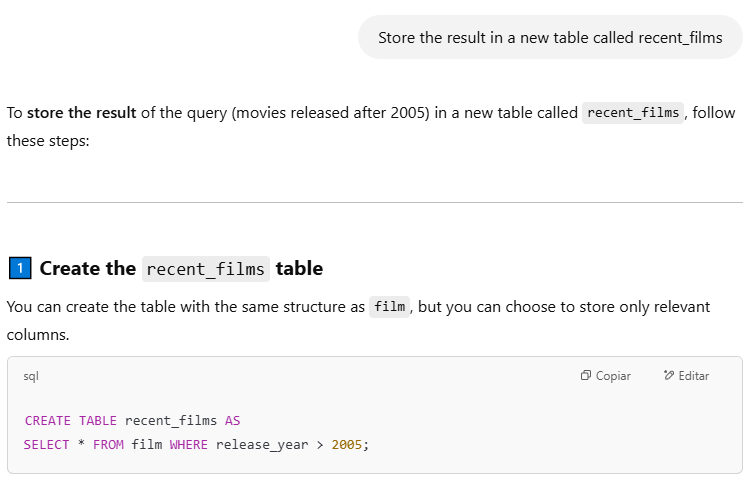 Store the result in a new table called recent_films
To store the result of the query (movies released after 2005) in a new table called recent_films, follow
these steps:
1 Create the recent_films table
You can create the table with the same structure as film, but you can choose to store only relevant
columns.
sql Copiar Editar
CREATE TABLE recent_films AS
SELECT * FROM film WHERE release_year > 2005;